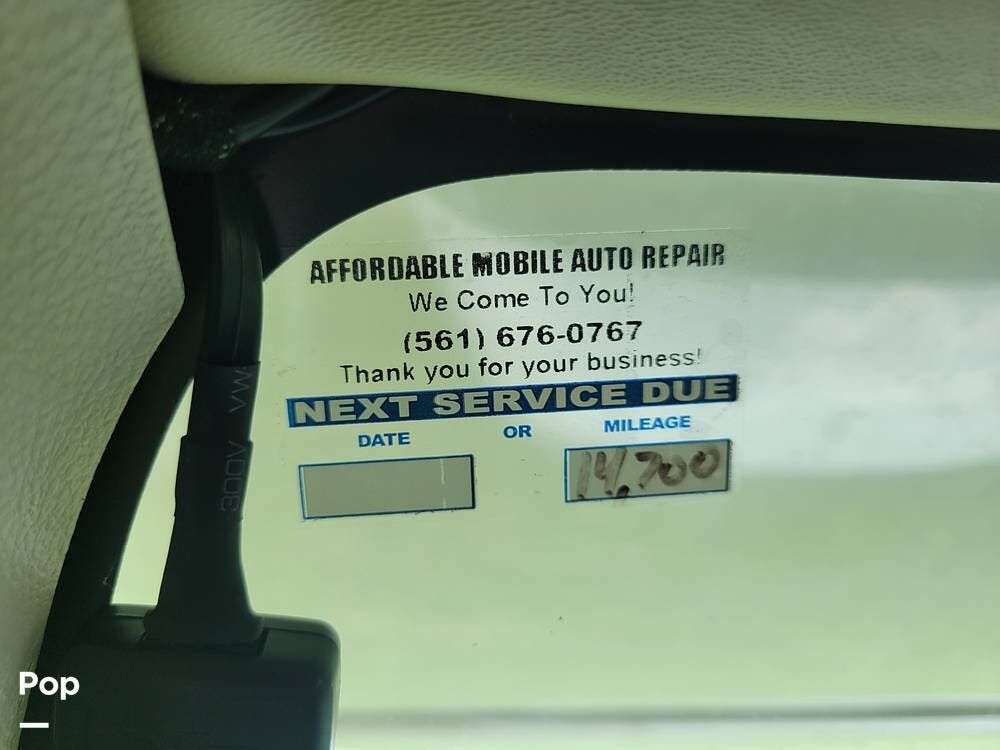 AFFORDABLE MOBILE AUTO REPAIR
We Come To You!
(561) 676-0767
Thank you for your business!
NEXT SERVICE DUE
DATE OR MILEAGE
14,700
300V VW
Pop